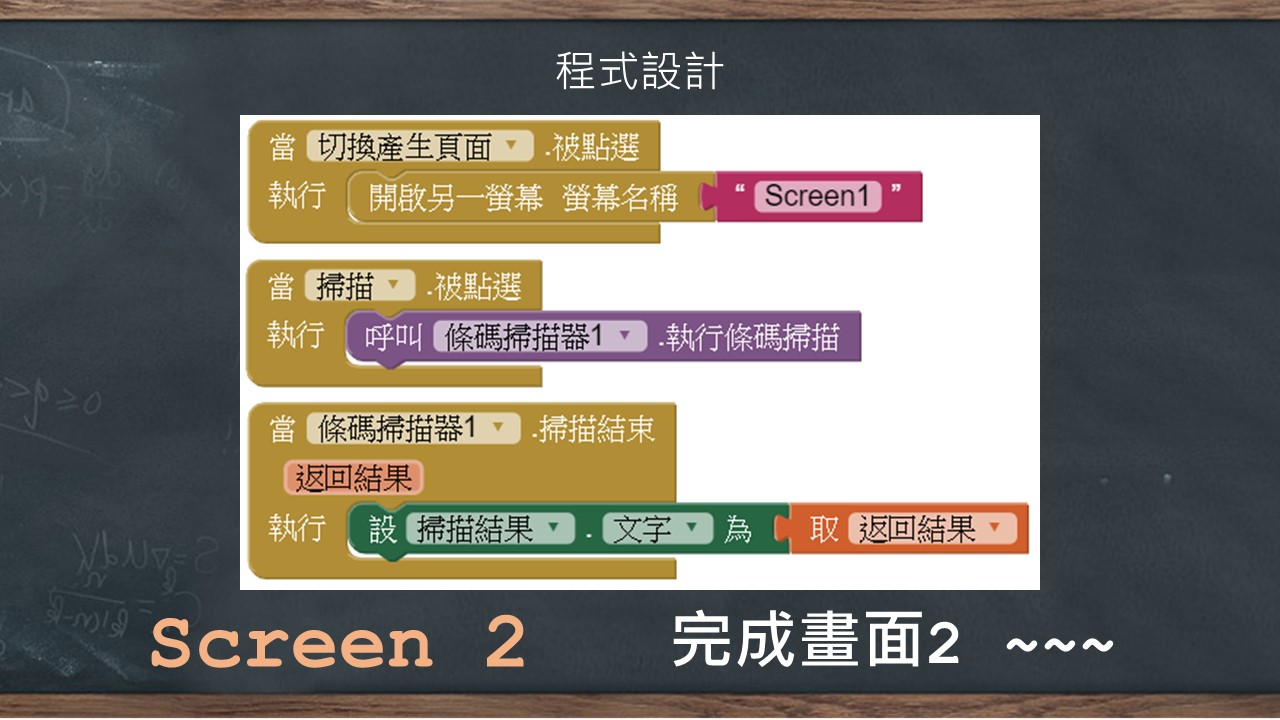 程式設計
當 切換產生頁面 .被點選
執行 開啟另一螢幕 螢幕名稱 “ Screen1 ”
當 掃描 .被點選
執行 呼叫 條碼掃描器1 .執行條碼掃描
當 條碼掃描器1 .掃描結束
返回結果
執行 設 掃描結果 . 文字 為 取 返回結果
Screen 2 完成畫面2 ~~~